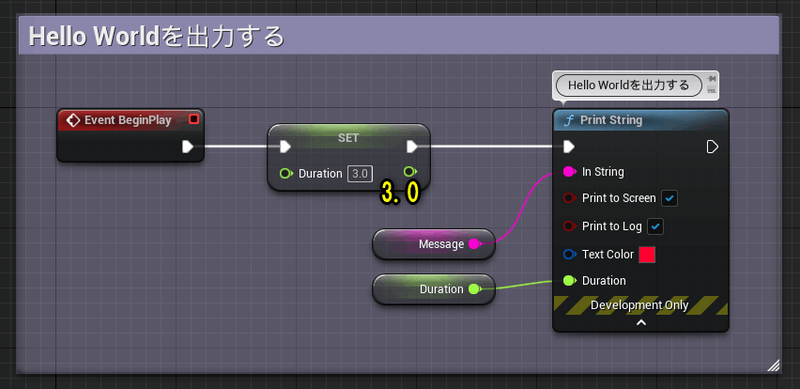 Hello Worldを出力する
Hello Worldを出力する
Event BeginPlay
SET
Duration 3.0
3.0
Message
Duration
f Print String
In String
Print to Screen
Print to Log
Text Color
Duration
Development Only